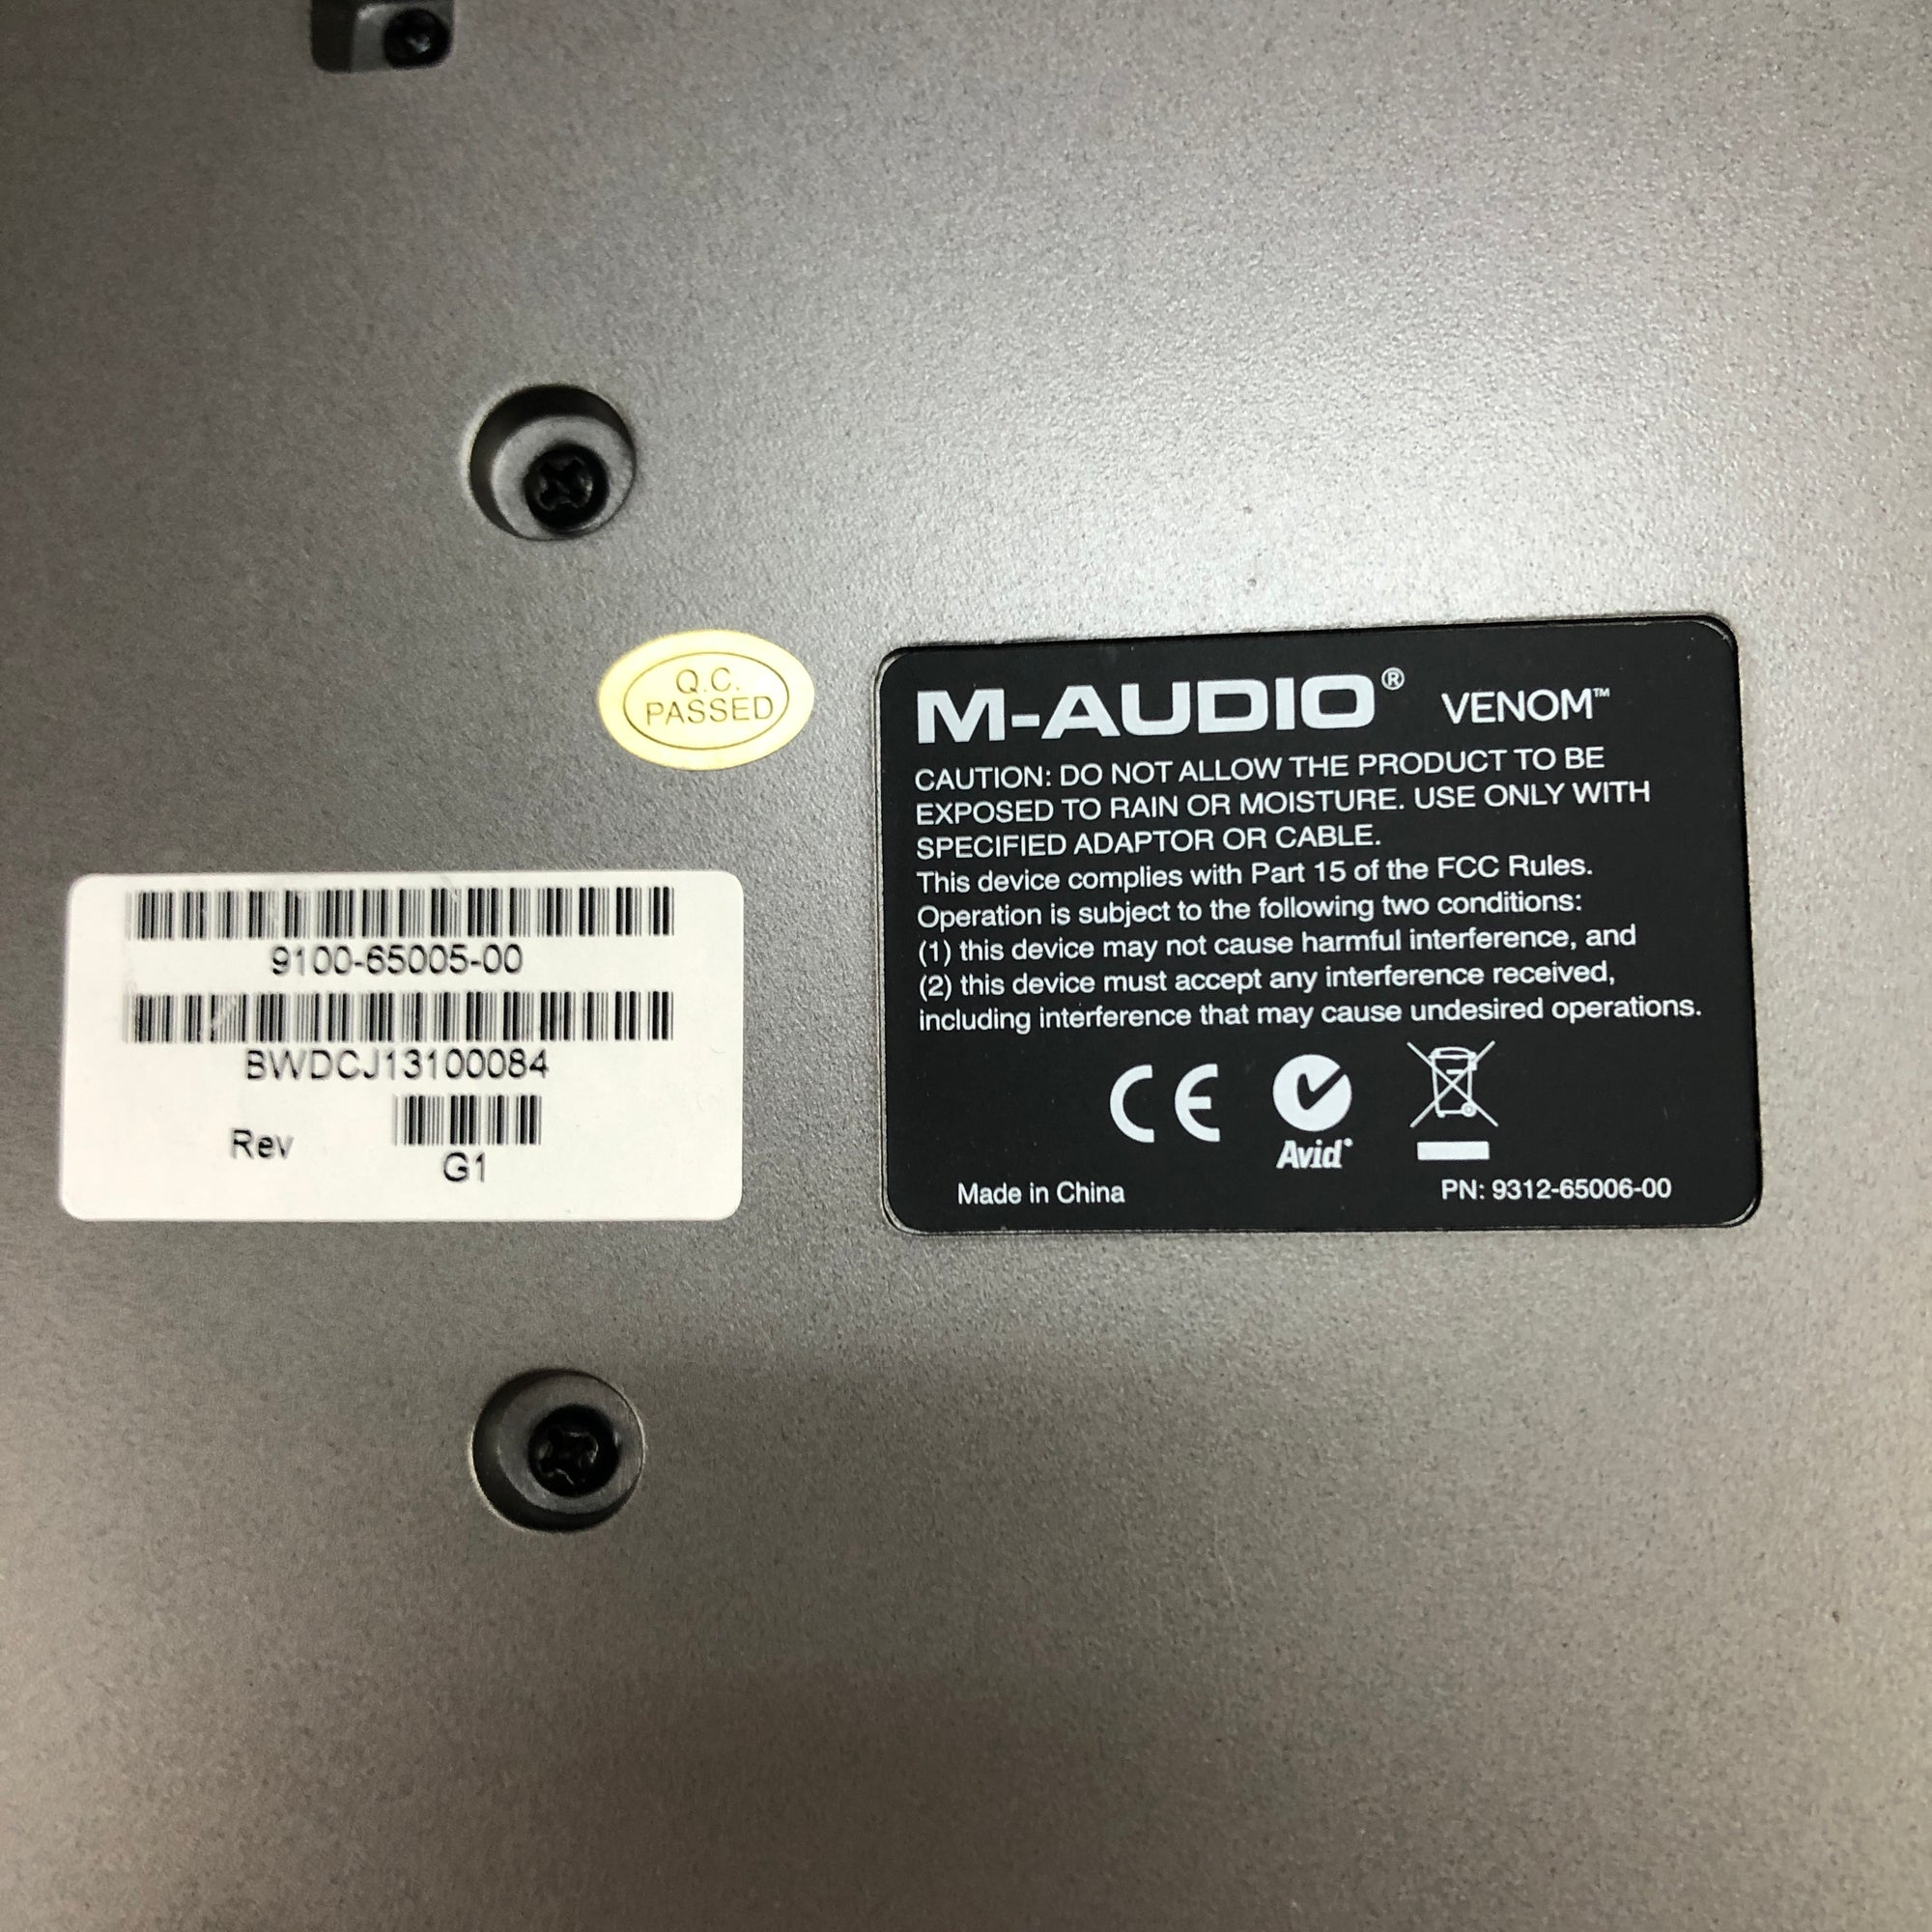 Q.C.
PASSED
9100-65005-00
BWDCJ13100084
Rev
G1
M-AUDIO® VENOM™
CAUTION: DO NOT ALLOW THE PRODUCT TO BE
EXPOSED TO RAIN OR MOISTURE. USE ONLY WITH
SPECIFIED ADAPTOR OR CABLE.
This device complies with Part 15 of the FCC Rules.
Operation is subject to the following two conditions:
(1) this device may not cause harmful interference, and
(2) this device must accept any interference received,
including interference that may cause undesired operations.
CE
Avid®
Made in China PN: 9312-65006-00